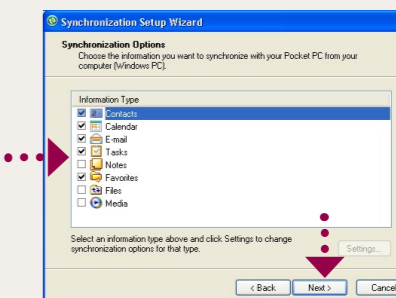 Synchronization Setup Wizard
Synchronization Options
Choose the information you want to synchronize with your Pocket PC from your
computer (Windows PC).
Information Type
Contacts
Calendar
E-mail
Tasks
Notes
Favorites
Files
Media
Select an information type above and click Settings to change
synchronization options for that type.
Settings...
< Back
Next >
Cancel